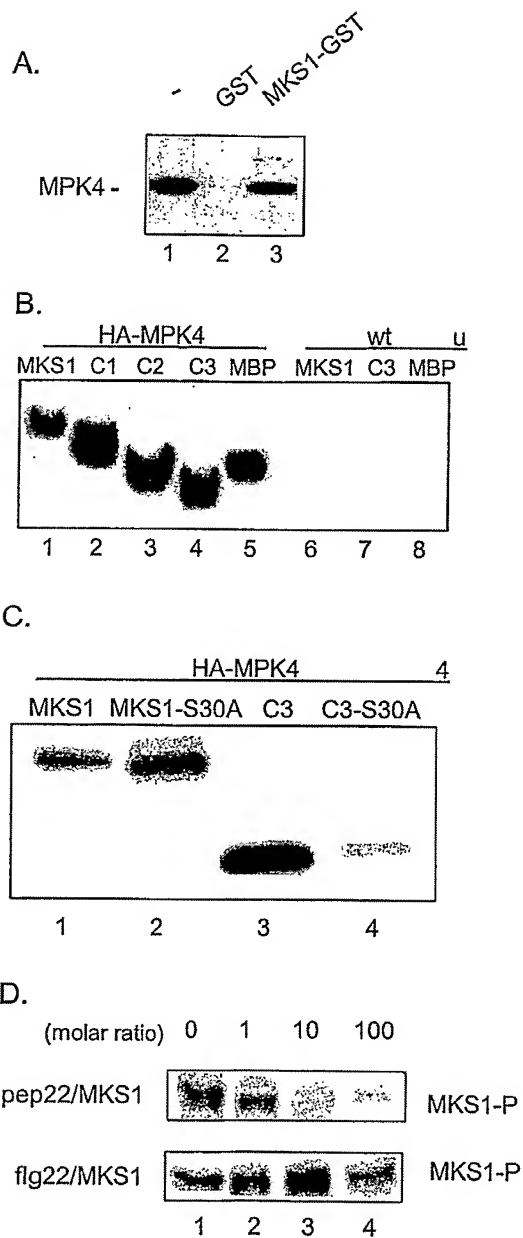 A.
- GST MKS1-GST
MPK4 -
1 2 3
B.
HA-MPK4 wt u
MKS1 C1 C2 C3 MBP MKS1 C3 MBP
1 2 3 4 5 6 7 8
C.
HA-MPK4 4
MKS1 MKS1-S30A C3 C3-S30A
1 2 3 4
D.
(molar ratio) 0 1 10 100
pep22/MKS1 MKS1-P
flg22/MKS1 MKS1-P
1 2 3 4